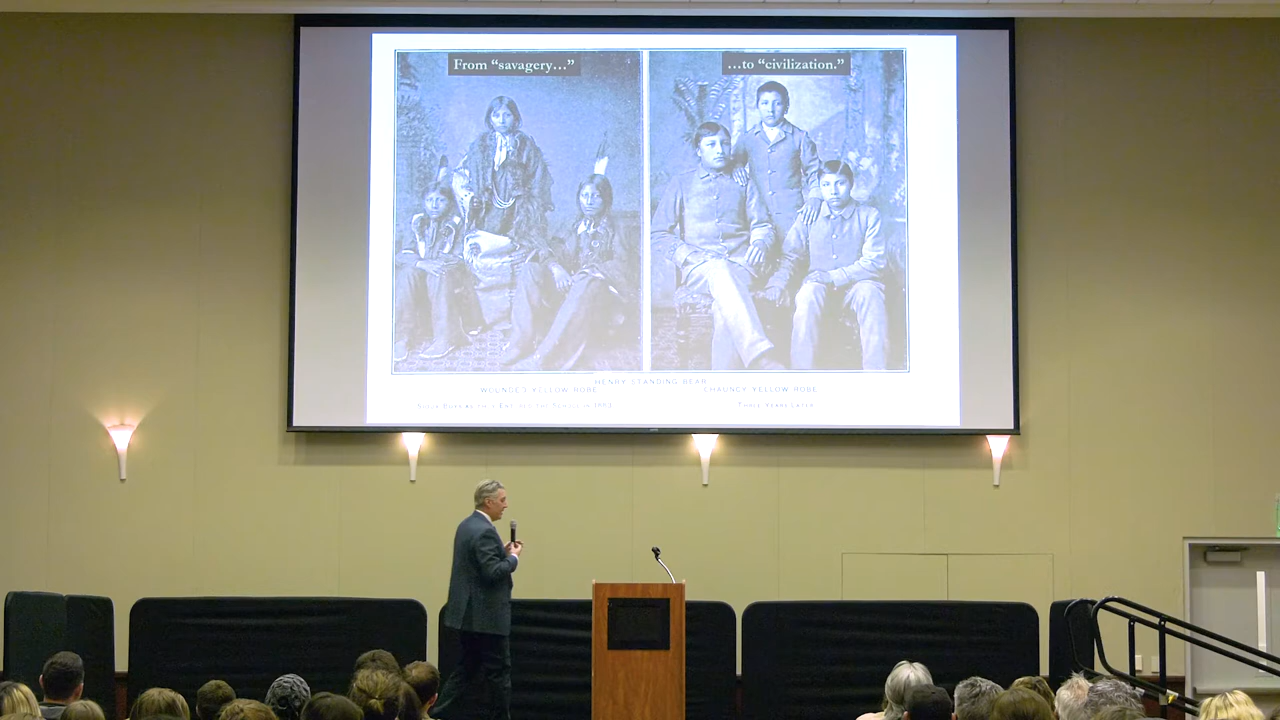 From “savagery…”
…to “civilization.”
HENRY STANDING BEAR
WOUNDED YELLOW ROBE
CHAUNCY YELLOW ROBE
THREE YEARS LATER